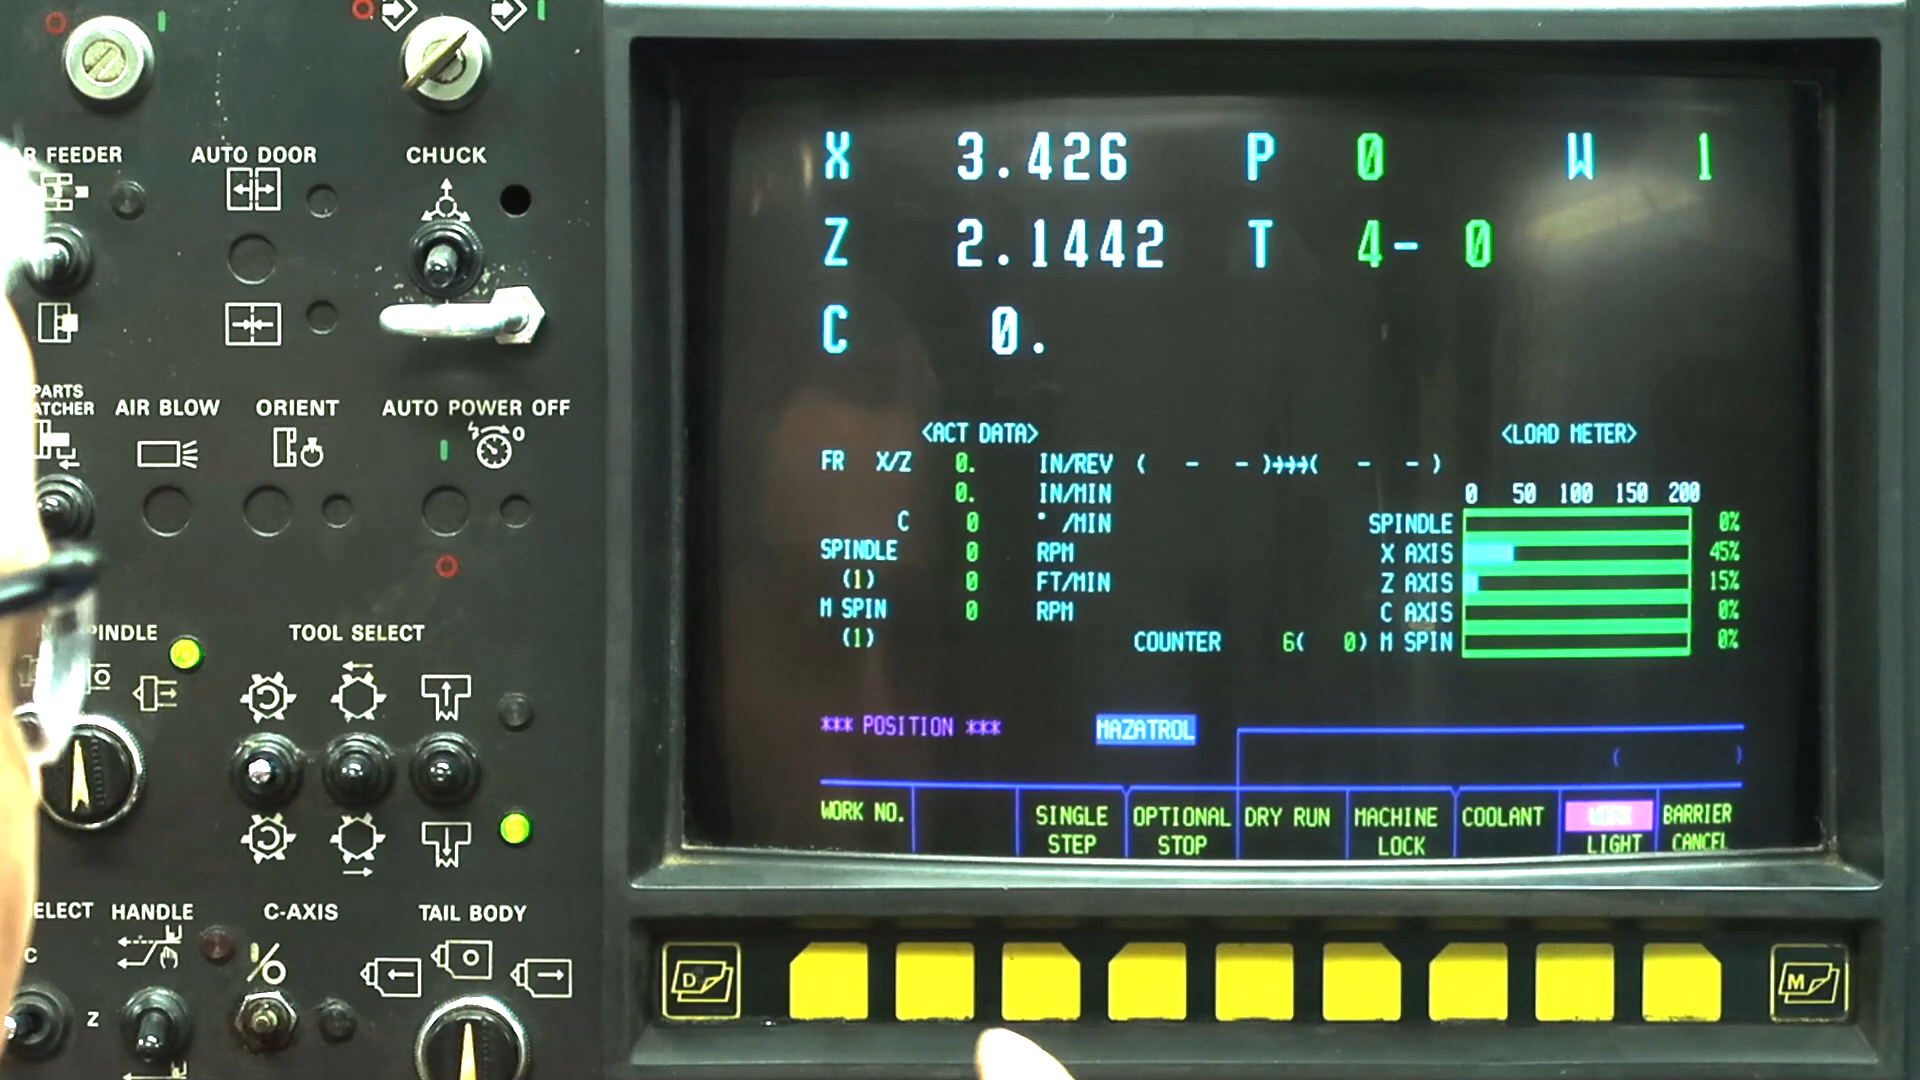 AUTO DOOR
CHUCK
FEEDER
PARTS
AIR BLOW
ORIENT
AUTO POWER OFF
TOOL SELECT
HANDLE
C-AXIS
TAIL BODY
C
Z
X 3.426 P 0 W 1
Z 2.1442 T 4- 0
C 0.
<ACT DATA>
<LOAD METER>
FR X/Z 0. IN/REV ( - - )→→→( - - )
0. IN/MIN
0 50 100 150 200
C 0 ° /MIN
SPINDLE 0%
SPINDLE 0 RPM
X AXIS 45%
(1) 0 FT/MIN
Z AXIS 15%
M SPIN 0 RPM
C AXIS 0%
(1)
COUNTER 6( 0)
M SPIN 0%
*** POSITION ***
MAZATROL
( )
WORK NO.
SINGLE STEP
OPTIONAL STOP
DRY RUN
MACHINE LOCK
COOLANT
WORK LIGHT
BARRIER CANCEL
D
M